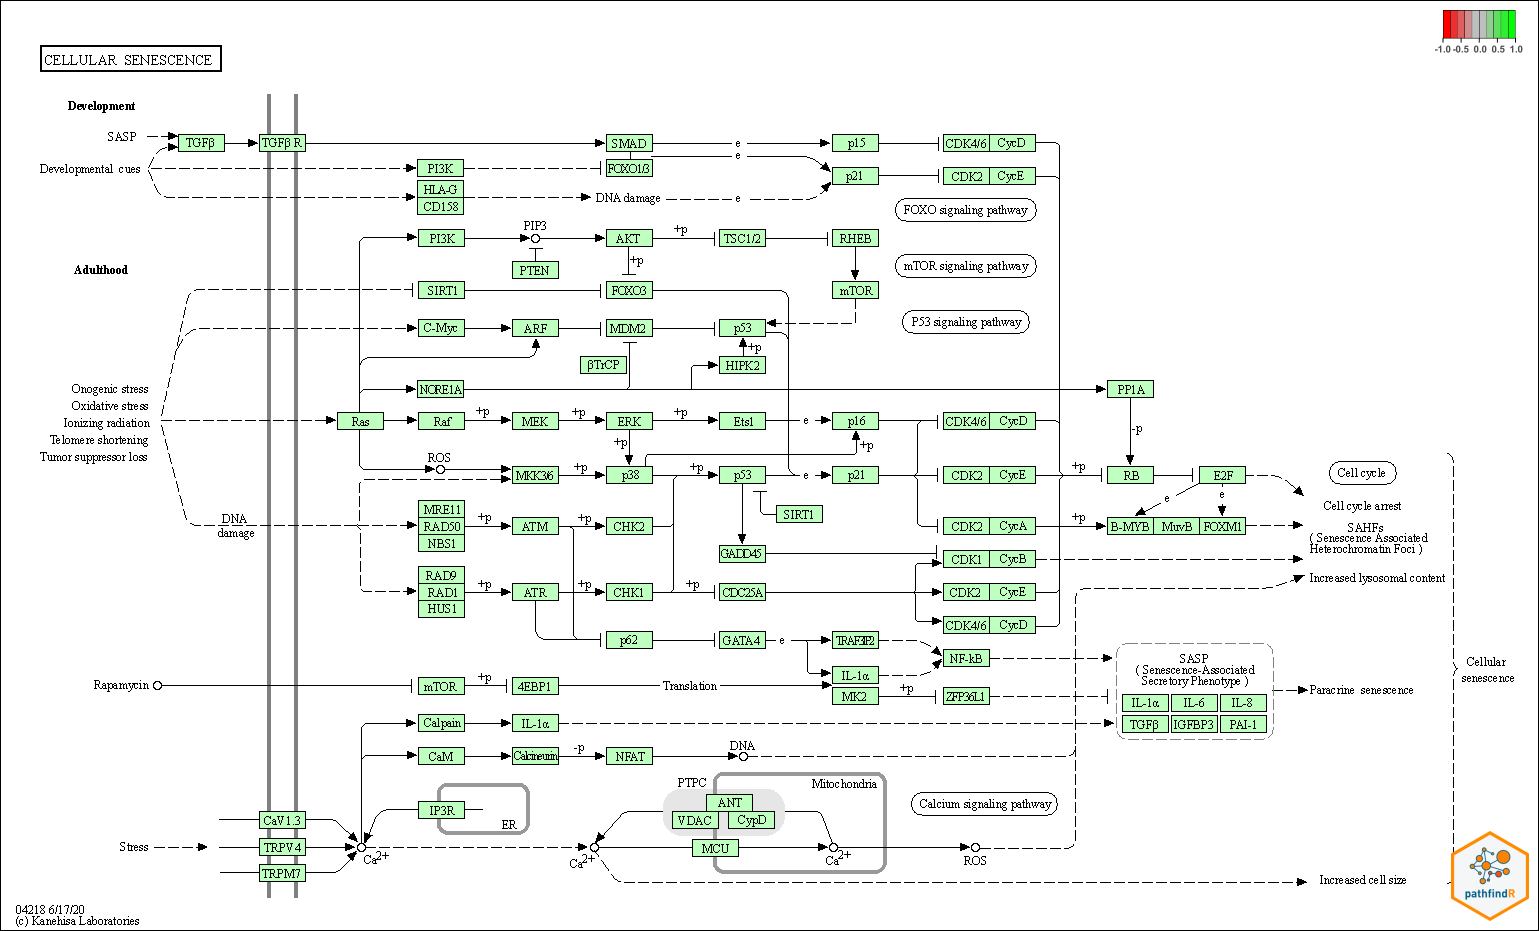 -1.0 -0.5 0.0 0.5 1.0
CELLULAR SENESCENCE
Development
SASP
TGFβ
TGFβ R
SMAD
e
p15
CDK4/6
CycD
e
Developmental cues
PI3K
FOXO1/3
p21
CDK2
CycE
HLA-G
CD158
DNA damage
e
FOXO signaling pathway
PIP3
PI3K
AKT
+p
TSC1/2
RHEB
Adulthood
PTEN
+p
mTOR signaling pathway
SIRT1
FOXO3
mTOR
C-Myc
ARF
MDM2
p53
P53 signaling pathway
+p
βTrCP
HIPK2
Onogenic stress
Oxidative stress
Ionizing radiation
Telomere shortening
Tumor suppressor loss
NORE1A
PP1A
Ras
Raf
+p
MEK
+p
ERK
+p
Ets1
e
p16
CDK4/6
CycD
-p
+p
+p
ROS
MKK3/6
+p
p38
+p
p53
e
p21
CDK2
CycE
+p
RB
E2F
Cell cycle
e
e
Cell cycle arrest
MRE11
RAD50
NBS1
DNA
damage
+p
ATM
+p
CHK2
SIRT1
CDK2
CycA
+p
B-MYB
MuvB
FOXM1
SAHFs
( Senescence Associated
Heterochromatin Foci )
GADD45
CDK1
CycB
RAD9
RAD1
HUS1
+p
ATR
+p
CHK1
+p
CDC25A
CDK2
CycE
Increased lysosomal content
CDK4/6
CycD
p62
GATA4
e
TRAF3IP2
NF-kB
IL-1α
SASP
( Senescence-Associated
Secretory Phenotype )
IL-1α
IL-6
IL-8
TGFβ
IGFBP3
PAI-1
Cellular
senescence
Rapamycin
mTOR
+p
4EBP1
Translation
MK2
+p
ZFP36L1
Paracrine senescence
Calpain
IL-1α
CaM
Calcineurin
-p
NFAT
DNA
PTPC
Mitochondria
ANT
VDAC
CypD
MCU
Calcium signaling pathway
IP3R
ER
CaV1.3
Stress
TRPV4
TRPM7
Ca2+
Ca2+
Ca2+
ROS
Increased cell size
pathfindR
04218 6/17/20
(c) Kanehisa Laboratories